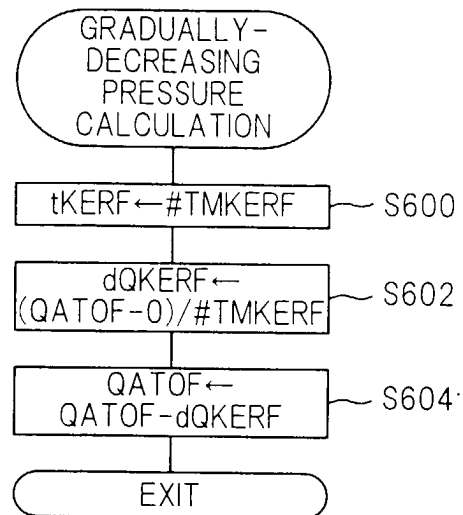 GRADUALLY-
DECREASING
PRESSURE
CALCULATION
tKERF←#TMKERF
S600
dQKERF←
(QATOF-0)/#TMKERF
S602
QATOF←
QATOF-dQKERF
S604
EXIT